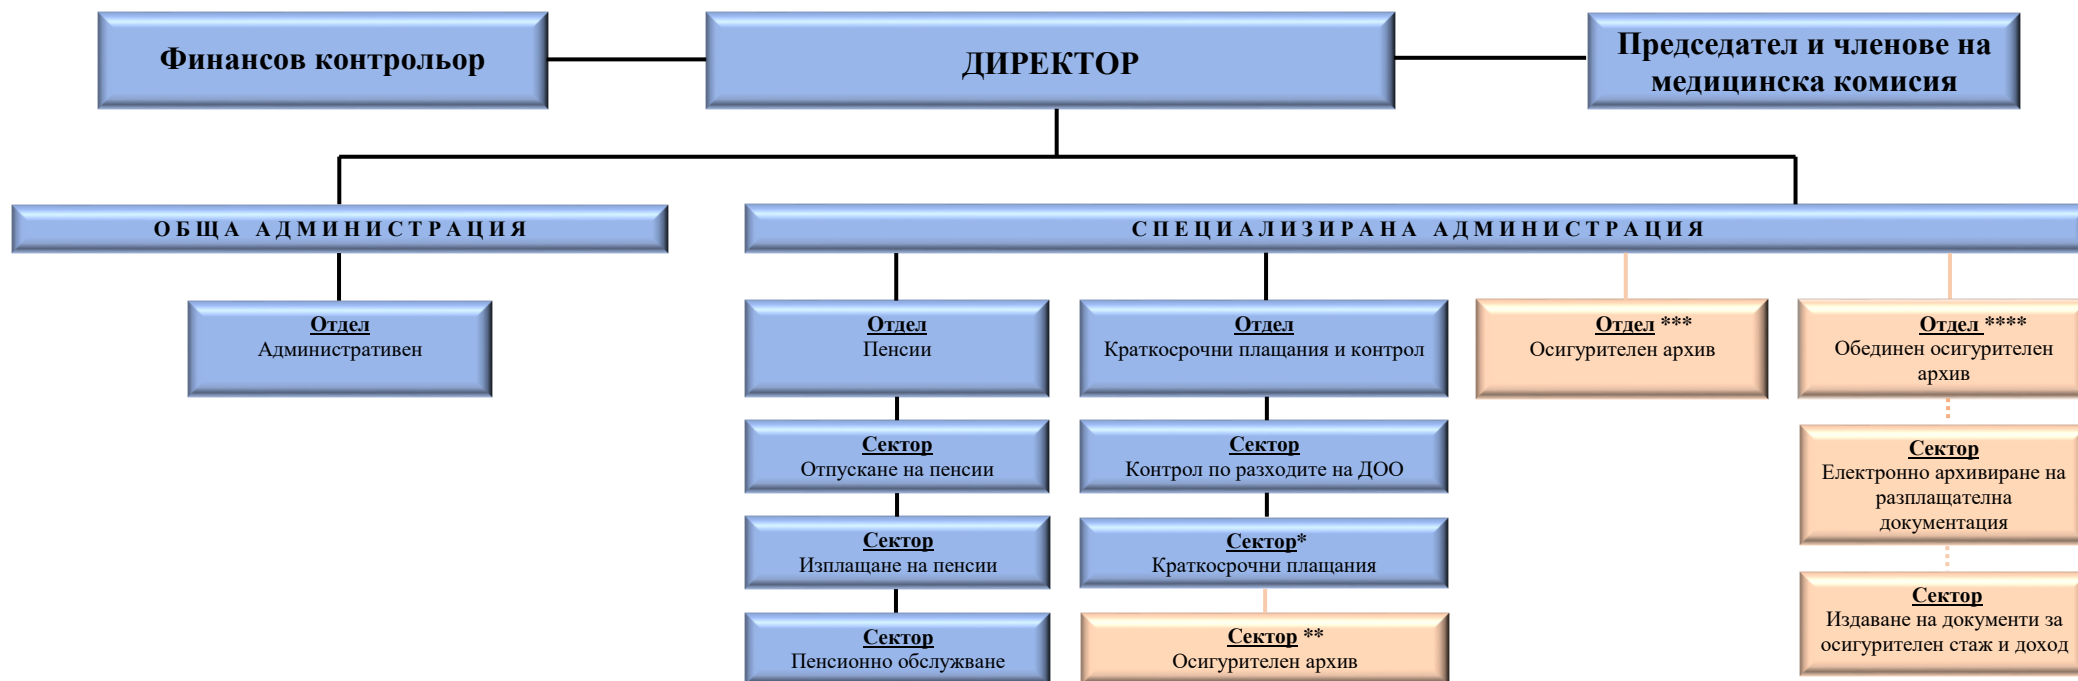 Финансов контрольор
ДИРЕКТОР
Председател и членове на
медицинска комисия
ОБЩА АДМИНИСТРАЦИЯ
СПЕЦИАЛИЗИРАНА АДМИНИСТРАЦИЯ
Отдел
Административен
Отдел
Пенсии
Сектор
Отпускане на пенсии
Сектор
Изплащане на пенсии
Сектор
Пенсионно обслужване
Отдел
Краткосрочни плащания и контрол
Сектор
Контрол по разходите на ДОО
Сектор*
Краткосрочни плащания
Сектор **
Осигурителен архив
Отдел ***
Осигурителен архив
Отдел ****
Обединен осигурителен
архив
Сектор
Електронно архивиране на
разплащателна
документация
Сектор
Издаване на документи за
осигурителен стаж и доход